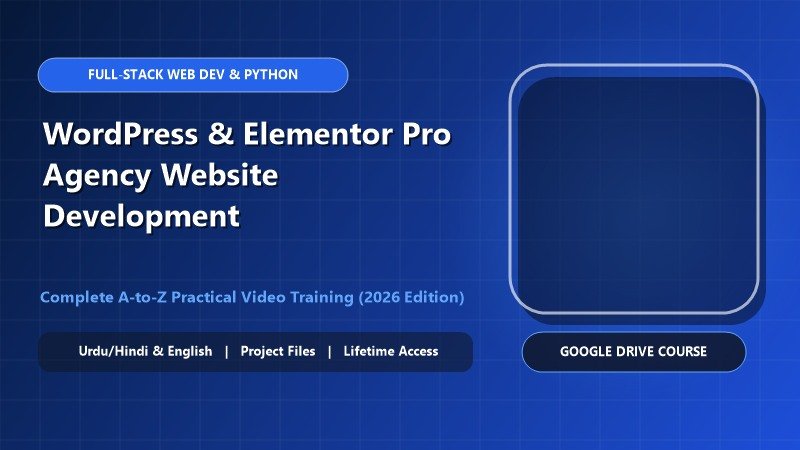 FULL-STACK WEB DEV & PYTHON
WordPress & Elementor Pro
Agency Website
Development
Complete A-to-Z Practical Video Training (2026 Edition)
Urdu/Hindi & English | Project Files | Lifetime Access
GOOGLE DRIVE COURSE